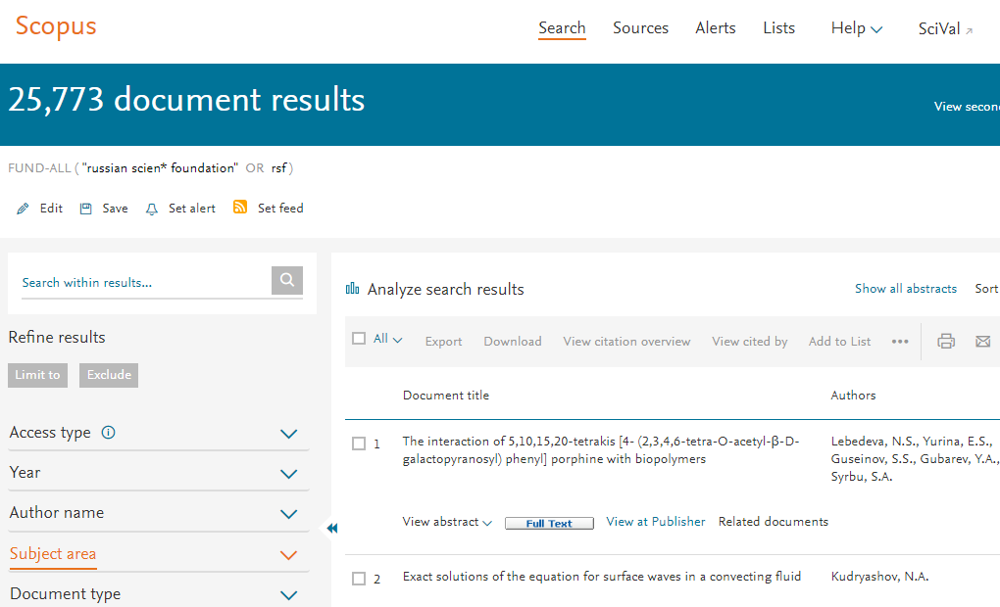 Scopus
Search Sources Alerts Lists Help SciVal
25,773 document results
View secon
FUND-ALL ( "russian scien* foundation" OR rsf )
Edit Save Set alert Set feed
Search within results...
Analyze search results Show all abstracts Sort
Refine results
All Export Download View citation overview View cited by Add to List •••
Limit to Exclude
Document title Authors
Access type
1 The interaction of 5,10,15,20-tetrakis [4- (2,3,4,6-tetra-O-acetyl-β-D- Lebedeva, N.S., Yurina, E.S.,
galactopyranosyl) phenyl] porphine with biopolymers Guseinov, S.S., Gubarev, Y.A.,
Syrbu, S.A.
Year
Author name
View abstract Full Text View at Publisher Related documents
Subject area
2 Exact solutions of the equation for surface waves in a convecting fluid Kudryashov, N.A.
Document type